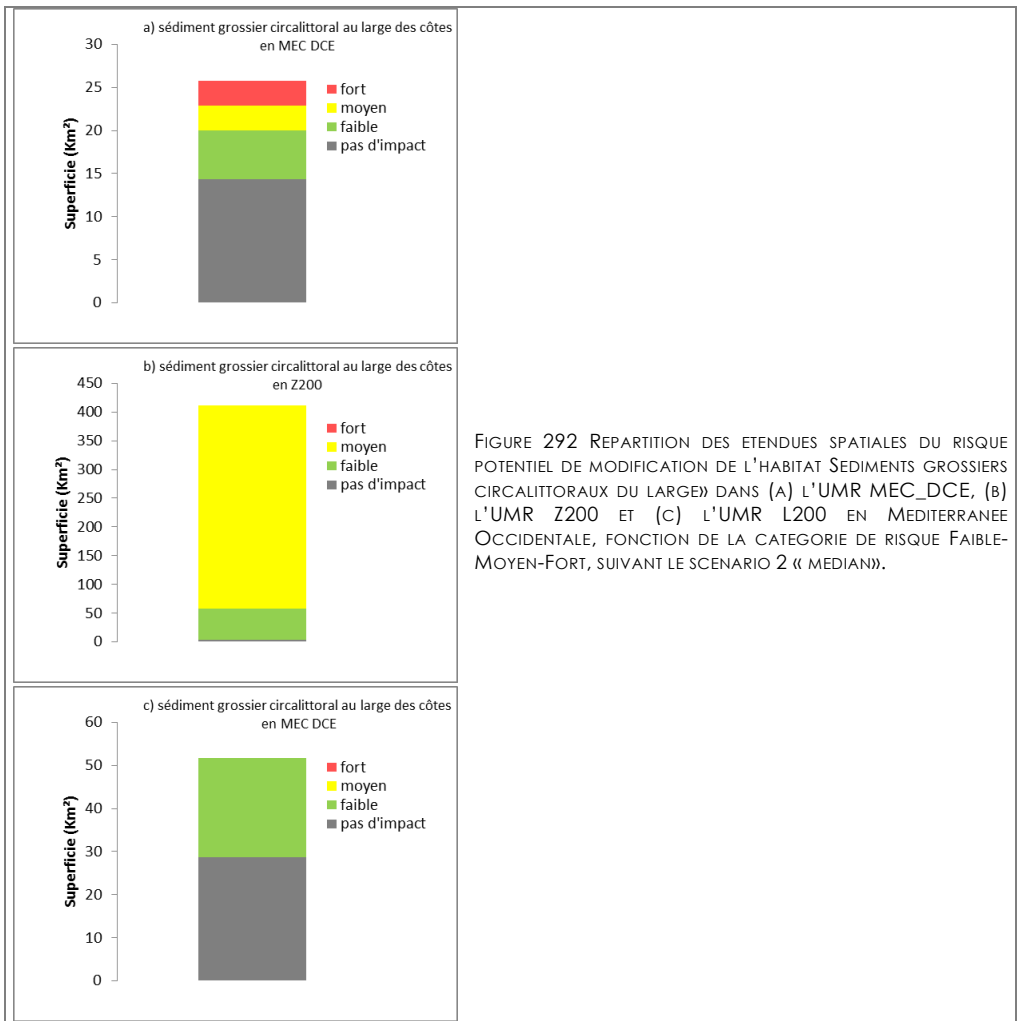 a) sédiment grossier circalittoral au large des côtes
en MEC DCE
30
25
20
15
10
5
0
Superficie (Km²)
fort
moyen
faible
pas d'impact
b) sédiment grossier circalittoral au large des côtes
en Z200
450
400
350
300
250
200
150
100
50
0
Superficie (Km²)
fort
moyen
faible
pas d'impact
c) sédiment grossier circalittoral au large des côtes
en MEC DCE
60
50
40
30
20
10
0
Superficie (Km²)
fort
moyen
faible
pas d'impact
FIGURE 292 REPARTITION DES ETENDUES SPATIALES DU RISQUE
POTENTIEL DE MODIFICATION DE L'HABITAT SEDIMENTS GROSSIERS
CIRCALITTORAUX DU LARGE» DANS (A) L'UMR MEC_DCE, (B)
L'UMR Z200 ET (C) L'UMR L200 EN MEDITERRANEE
OCCIDENTALE, FONCTION DE LA CATEGORIE DE RISQUE FAIBLE-
MOYEN-FORT, SUIVANT LE SCENARIO 2 « MEDIAN».